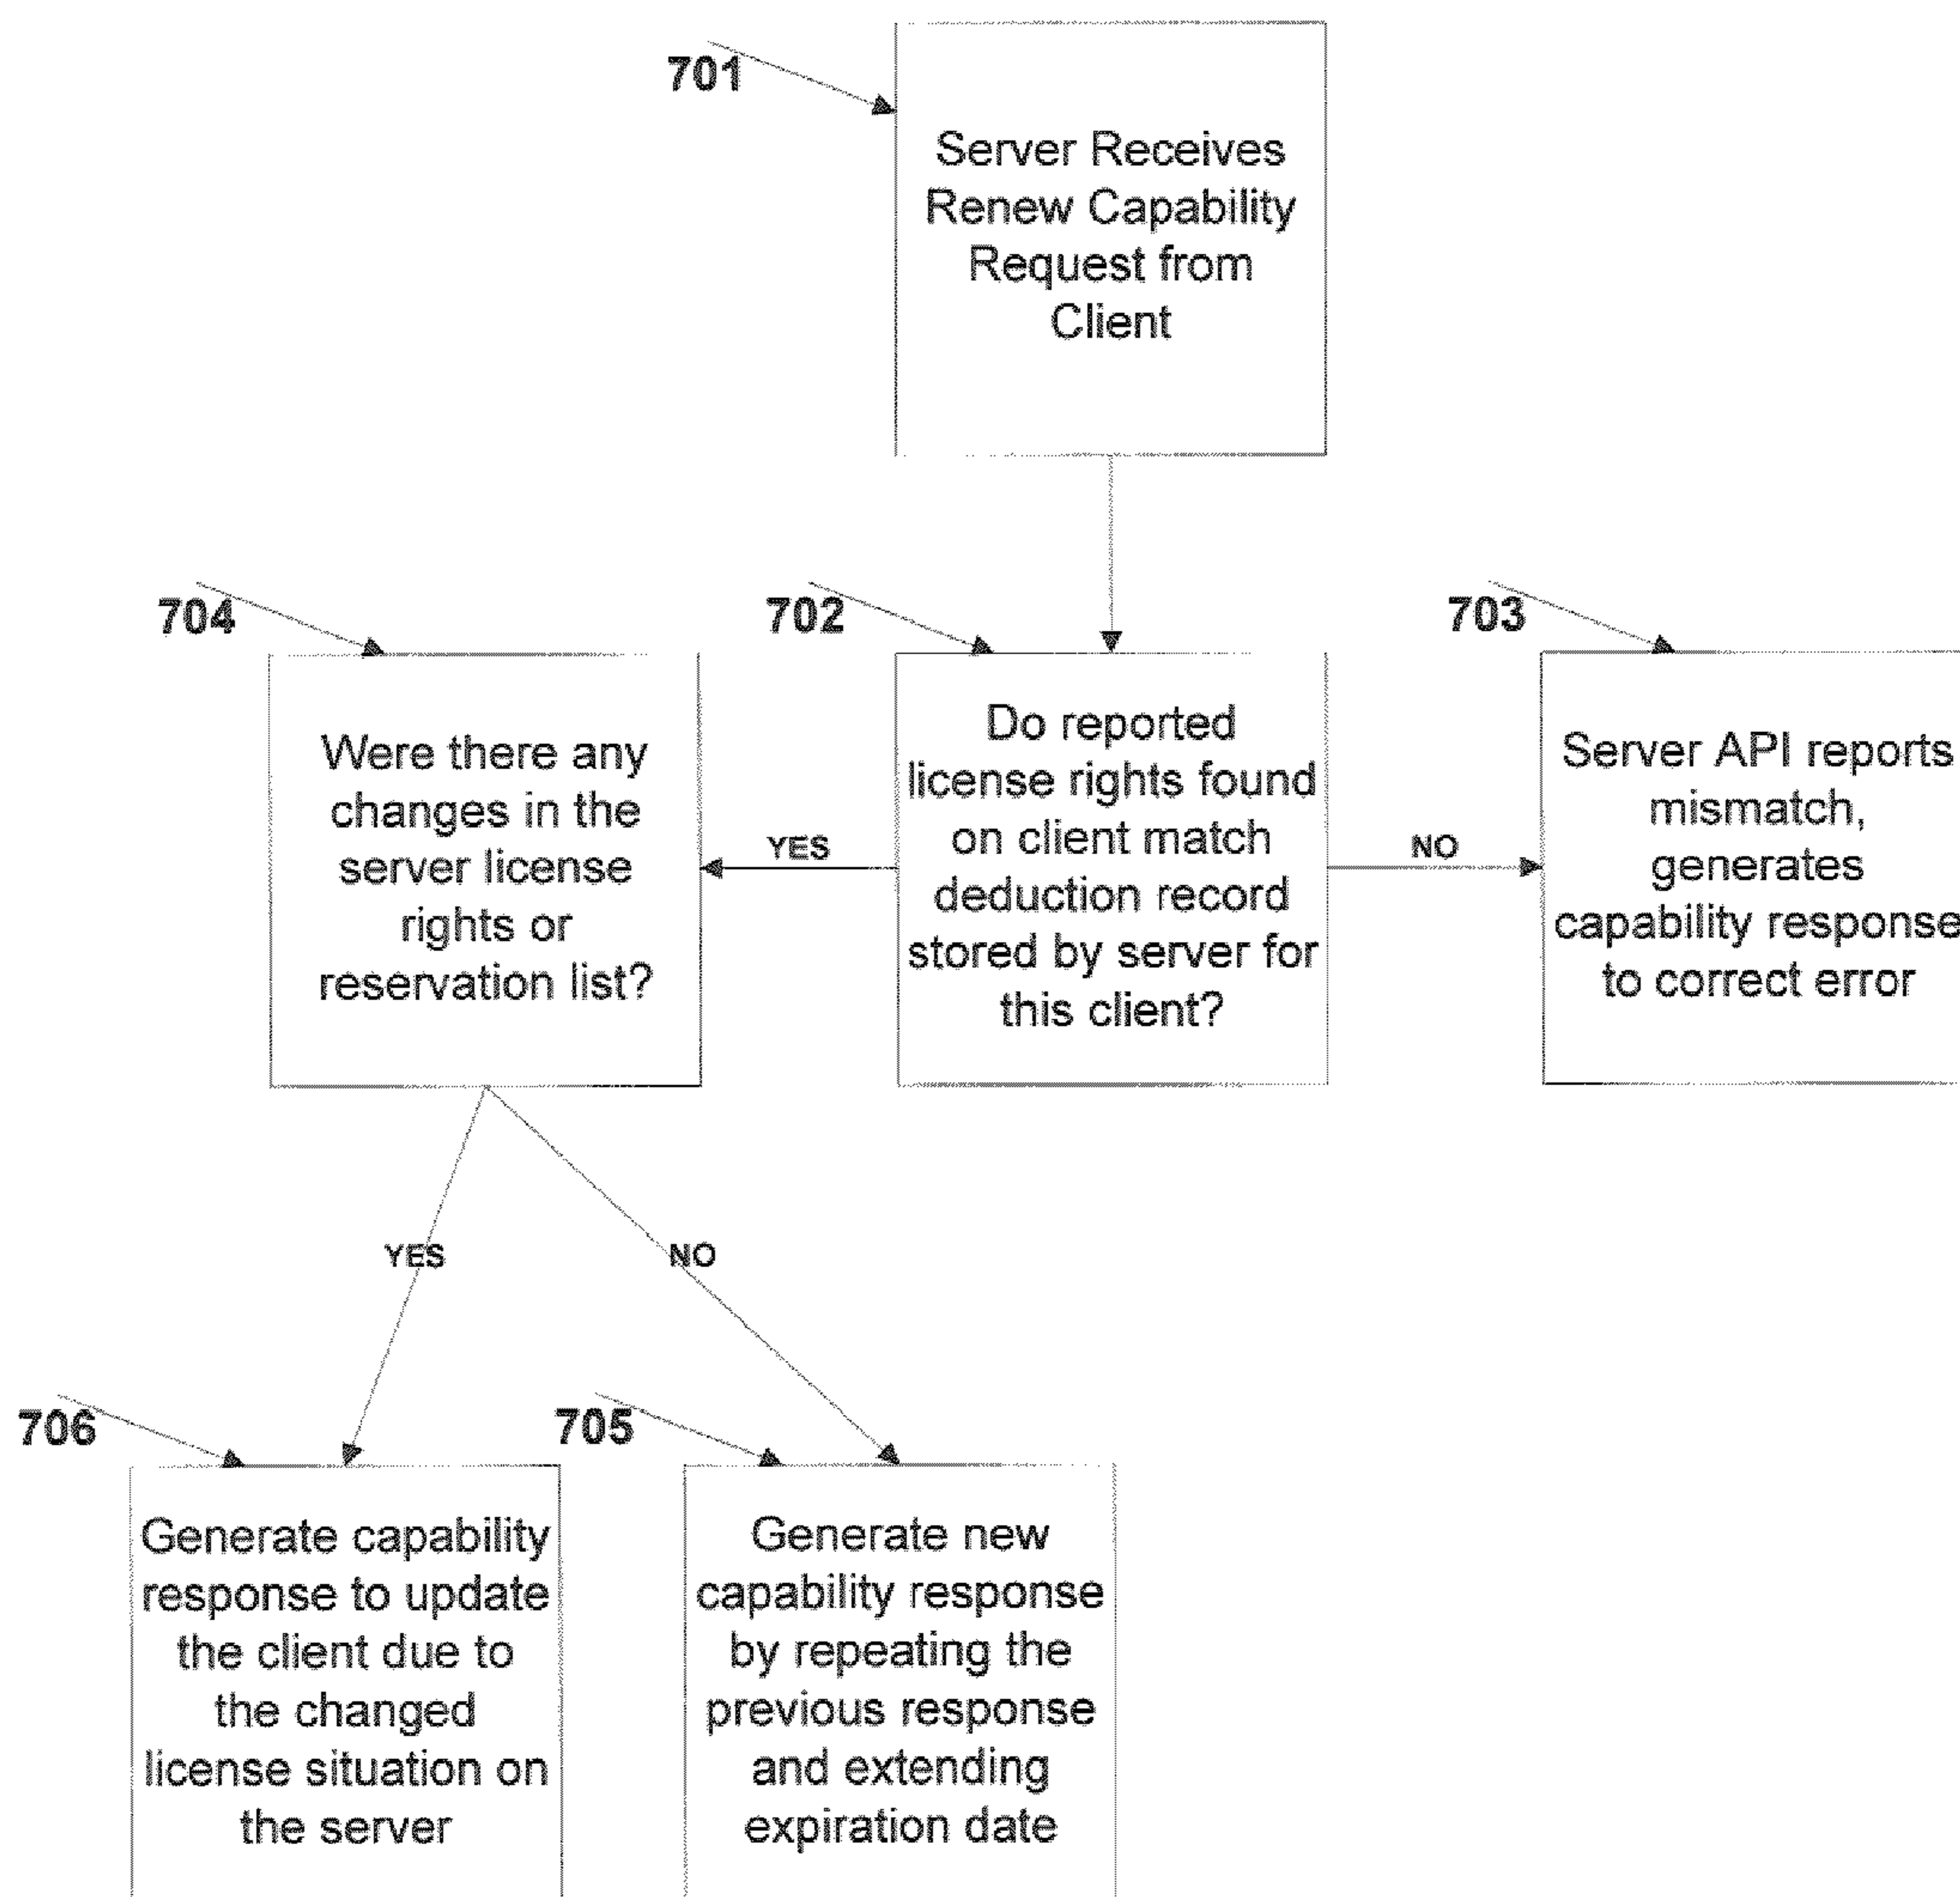 701
Server Receives
Renew Capability
Request from
Client
704
Were there any
changes in the
server license
rights or
reservation list?
YES
702
Do reported
license rights found
on client match
deduction record
stored by server for
this client?
NO
703
Server API reports
mismatch,
generates
capability response
to correct error
YES
NO
706
Generate capability
response to update
the client due to
the changed
license situation on
the server
705
Generate new
capability response
by repeating the
previous response
and extending
expiration date